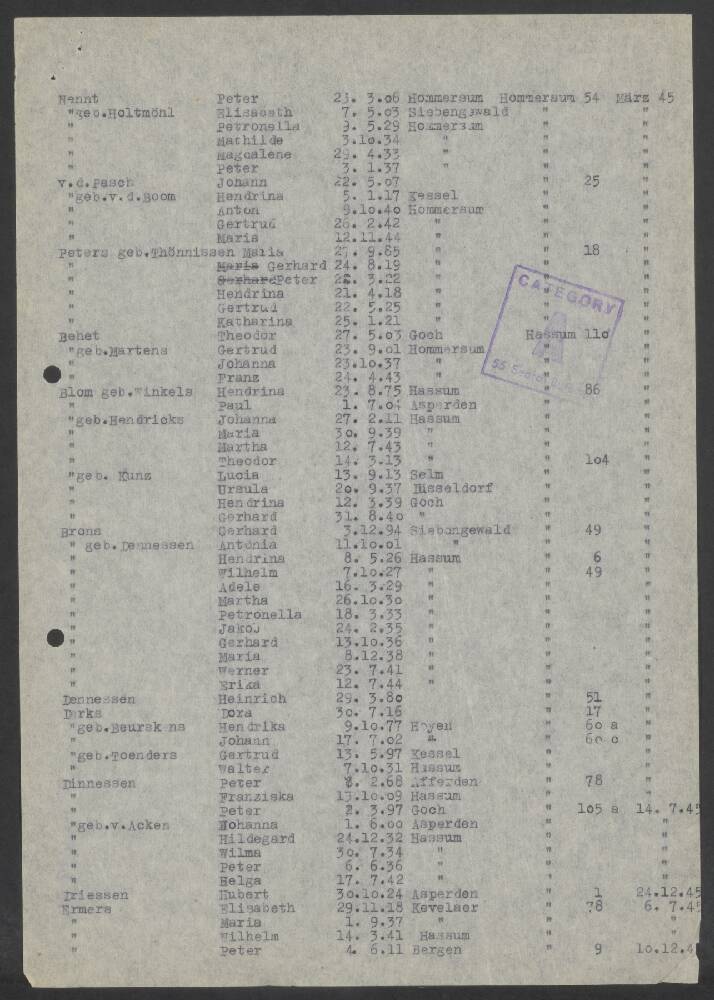 Nennt Peter 23. 3.06 Hommersum Hommersum 54 März 45
"geb.Holtmöhl Elisabeth 7. 5.03 Siebengewald " "
" Petronella 9. 5.29 Hommersum " "
" Mathilde 3.10.34 " " "
" Magdalene 29. 4.33 " " "
" Peter 3. 1.37 " "
v.d.Pasch Johann 22. 5.07 " 25 "
"geb.v.d.Boom Hendrina 5. 1.17 Kessel " "
" Anton 9.10.40 Hommersum " "
" Gertrud 26. 2.42 " " "
" Maria 12.11.44 " " "
Peters geb.Thönnissen Maria 27. 9.85 " " 18 "
" Maria Gerhard 24. 8.19 " " "
" Gerhard Peter 22. 3.22 " " "
" Hendrina 21. 4.18 " " "
" Gertrud 22. 5.25 " " "
" Katharina 25. 1.21 " " "
Behet Theodor 27. 5.03 Goch Hassum 110 "
"geb.Martens Gertrud 23. 9.01 Hommersum " "
" Johanna 23.10.37 " " "
" Franz 24. 4.43 " " "
Blom geb.Winkels Hendrina 23. 8.75 Hassum " 86 "
" Paul 1. 7.04 Asperden " "
"geb.Hendricks Johanna 27. 2.11 Hassum " "
" Maria 30. 9.39 " " "
" Martha 12. 7.43 " " "
" Theodor 14. 3.13 " " 104 "
"geb. Kunz Lucia 13. 9.13 Selm " "
" Ursula 20. 9.37 Düsseldorf " "
" Hendrina 12. 3.39 Goch " "
" Gerhard 31. 8.40 " " "
Brons Gerhard 3.12.94 Siebengewald " 49 "
" geb.Dennessen Antonia 11.10.01 " " "
" Hendrina 8. 5.26 Hassum " 6 "
" Wilhelm 7.10.27 " " 49 "
" Adele 16. 3.29 " " "
" Martha 26.10.30 " " "
" Petronella 18. 3.33 " " "
" Jakob 24. 2.35 " " "
" Gerhard 13.10.36 " " "
" Maria 8.12.38 " " "
" Werner 23. 7.41 " " "
" Erika 12. 7.44 " " "
Dennessen Heinrich 29. 3.80 " 51 "
Dirks Dora 30. 7.16 " " 17 "
"geb.Beurskens Hendrika 9.10.77 " 60 a "
" Johann 17. 7.02 " " 60 c "
"geb.Toenders Gertrud 13. 5.97 Kessel " "
" Walter 7.10.31 Hassum " "
Dinnessen Peter 2.68 Afferden " 78 "
" Franziska 13.10.09 Hassum " "
" Peter 2. 3.97 Goch " 105 a 14. 7.45
"geb.v.Acken Johanna 1. 6.00 Asperden " "
" Hildegard 24.12.32 Hassum " "
" Wilma 30. 7.34 " " "
" Peter 6. 6.36 " " "
" Helga 17. 7.42 " " "
Driessen Hubert 30.10.24 Asperden " 1 24.12.45
Ermers Elisabeth 29.11.18 Kevelaer " 78 6. 7.45
" Maria 1. 9.37 " " "
" Wilhelm 14. 3.41 Hassum " "
" Peter 4. 6.11 Bergen " 9 10.12.4
CATEGORY
A